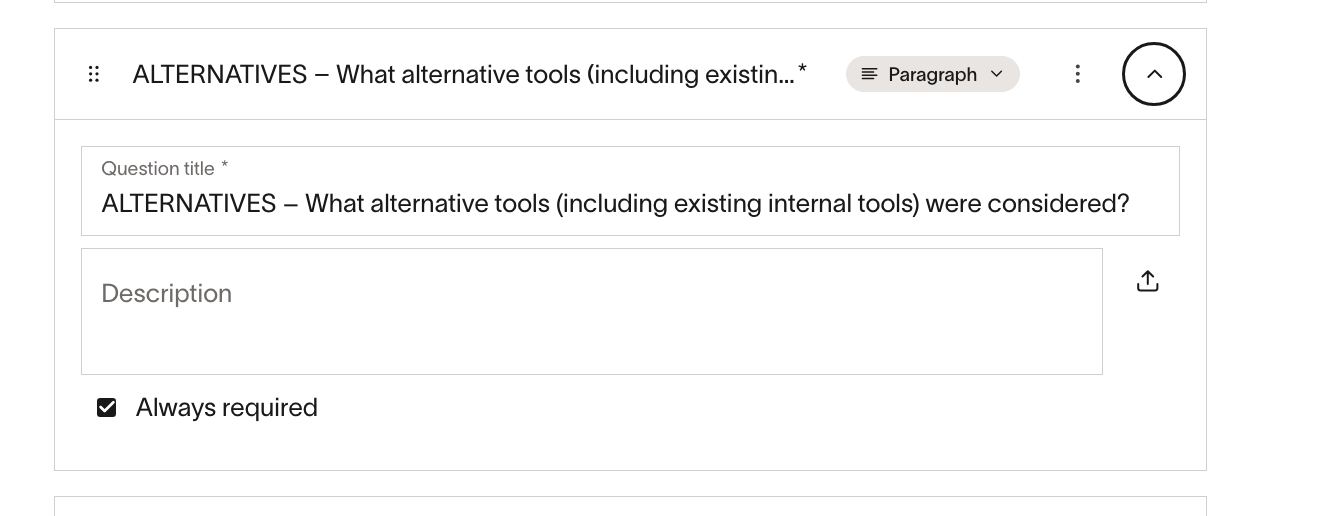 ALTERNATIVES – What alternative tools (including existin... *
Paragraph
Question title *
ALTERNATIVES – What alternative tools (including existing internal tools) were considered?
Description
Always required